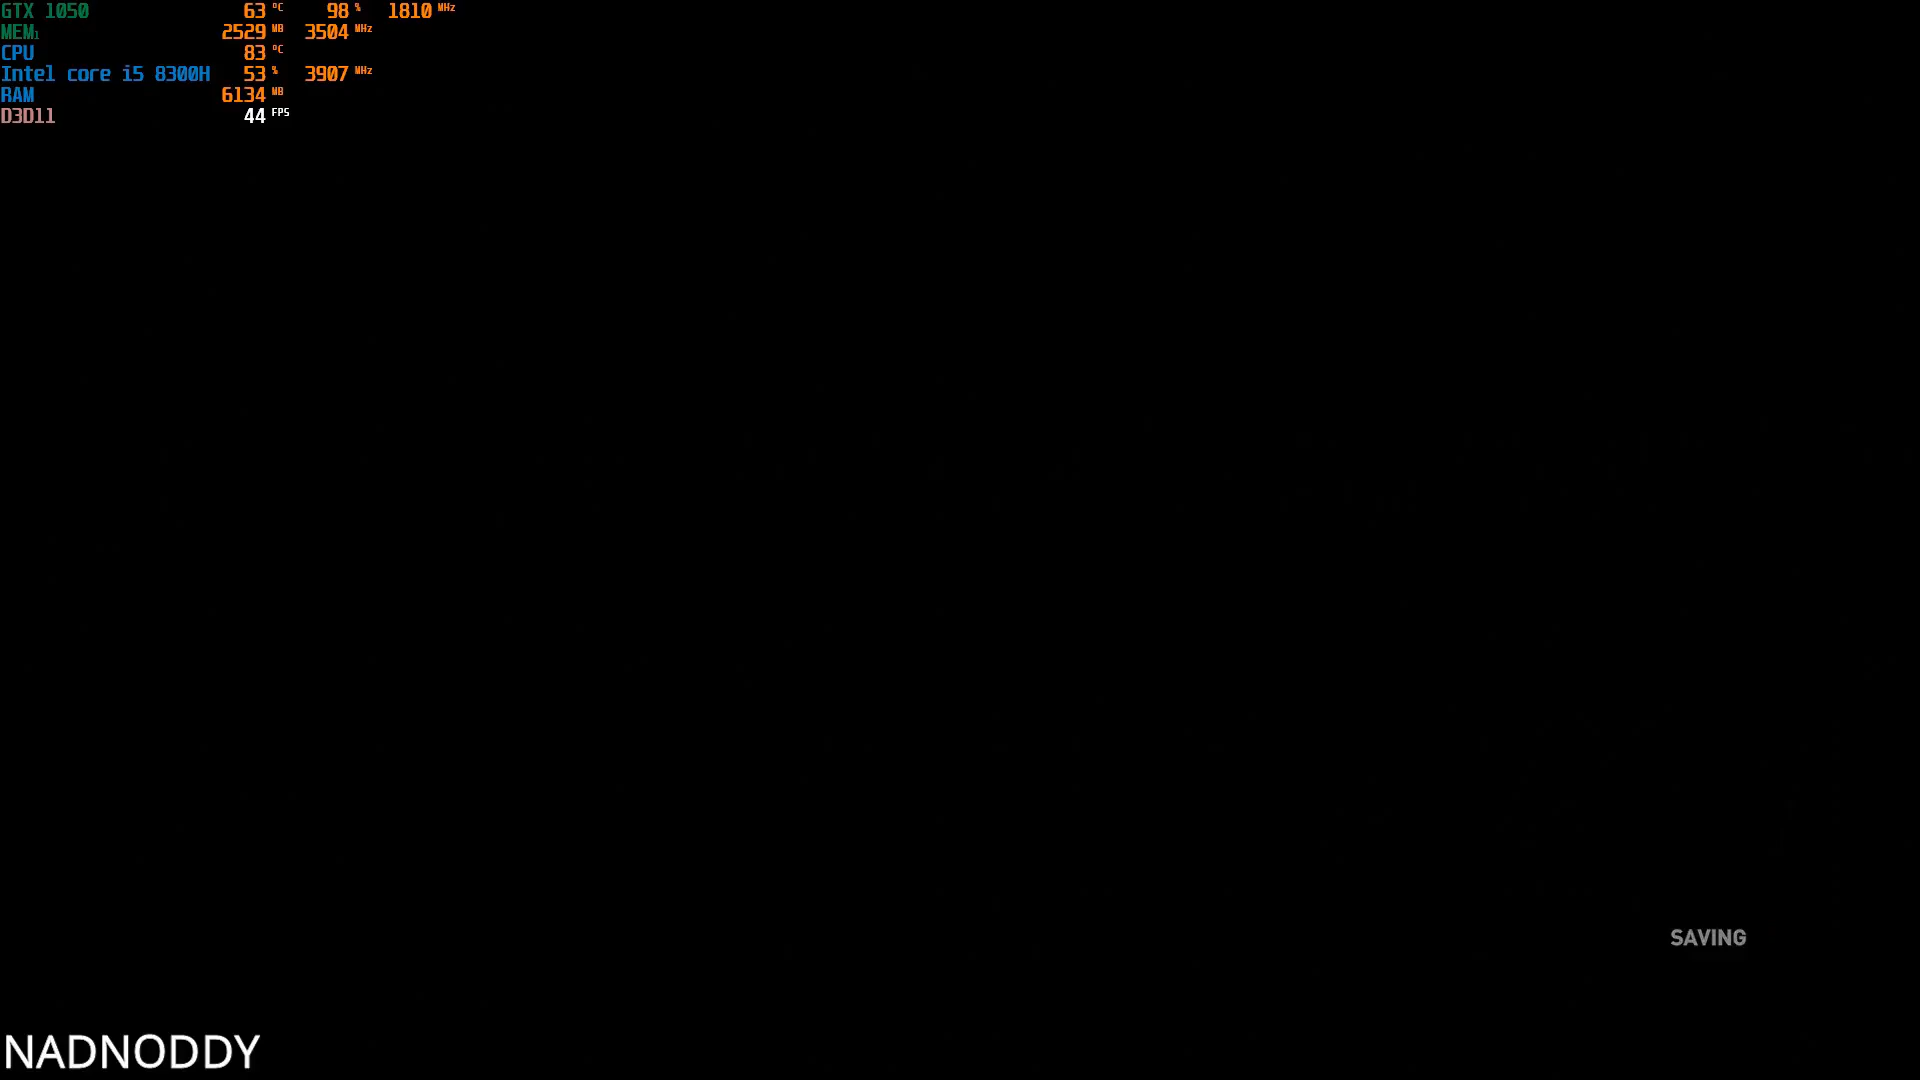 GTX 1050 63 °C 98 % 1810 MHz
MEM1 2529 MB 3504 MHz
CPU 83 °C
Intel core i5 8300H 53 % 3907 MHz
RAM 6134 MB
D3D11 44 FPS
SAVING
NADNODDY